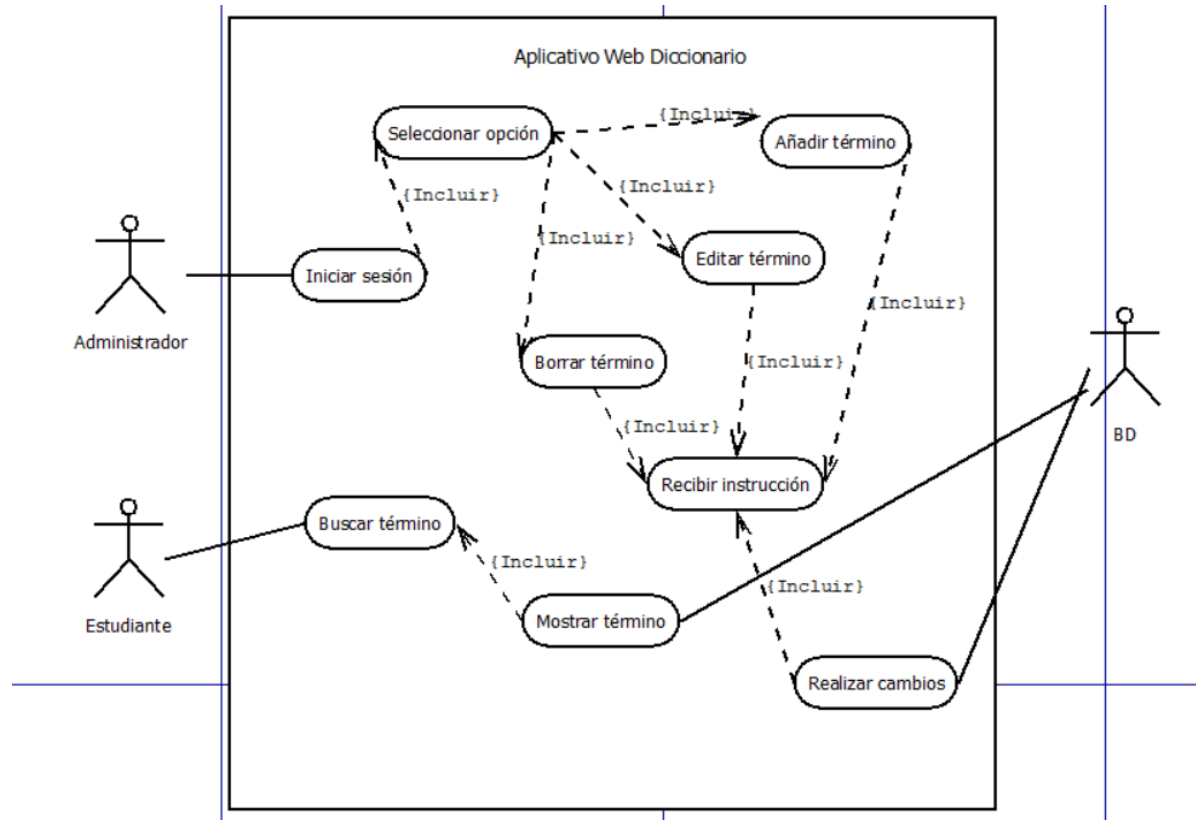 Aplicativo Web Diccionario
{Incluir}
Seleccionar opción
Añadir término
{Incluir}
{Incluir}
{Incluir}
Editar término
Iniciar sesión
{Incluir}
Administrador
Borrar término
{Incluir}
{Incluir}
BD
Recibir instrucción
Buscar término
{Incluir}
{Incluir}
Estudiante
Mostrar término
Realizar cambios